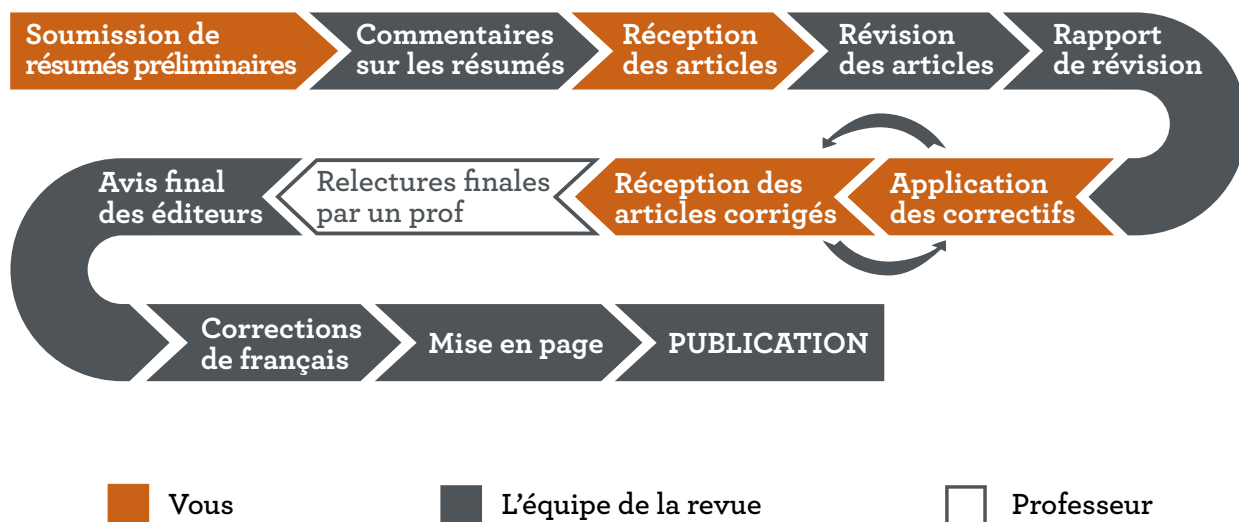 Soumission de
résumés préliminaires
Commentaires
sur les résumés
Réception
des articles
Révision
des articles
Rapport
de révision
Application
des correctifs
Réception des
articles corrigés
Relectures finales
par un prof
Avis final
des éditeurs
Corrections
de français
Mise en page
PUBLICATION
Vous
L'équipe de la revue
Professeur